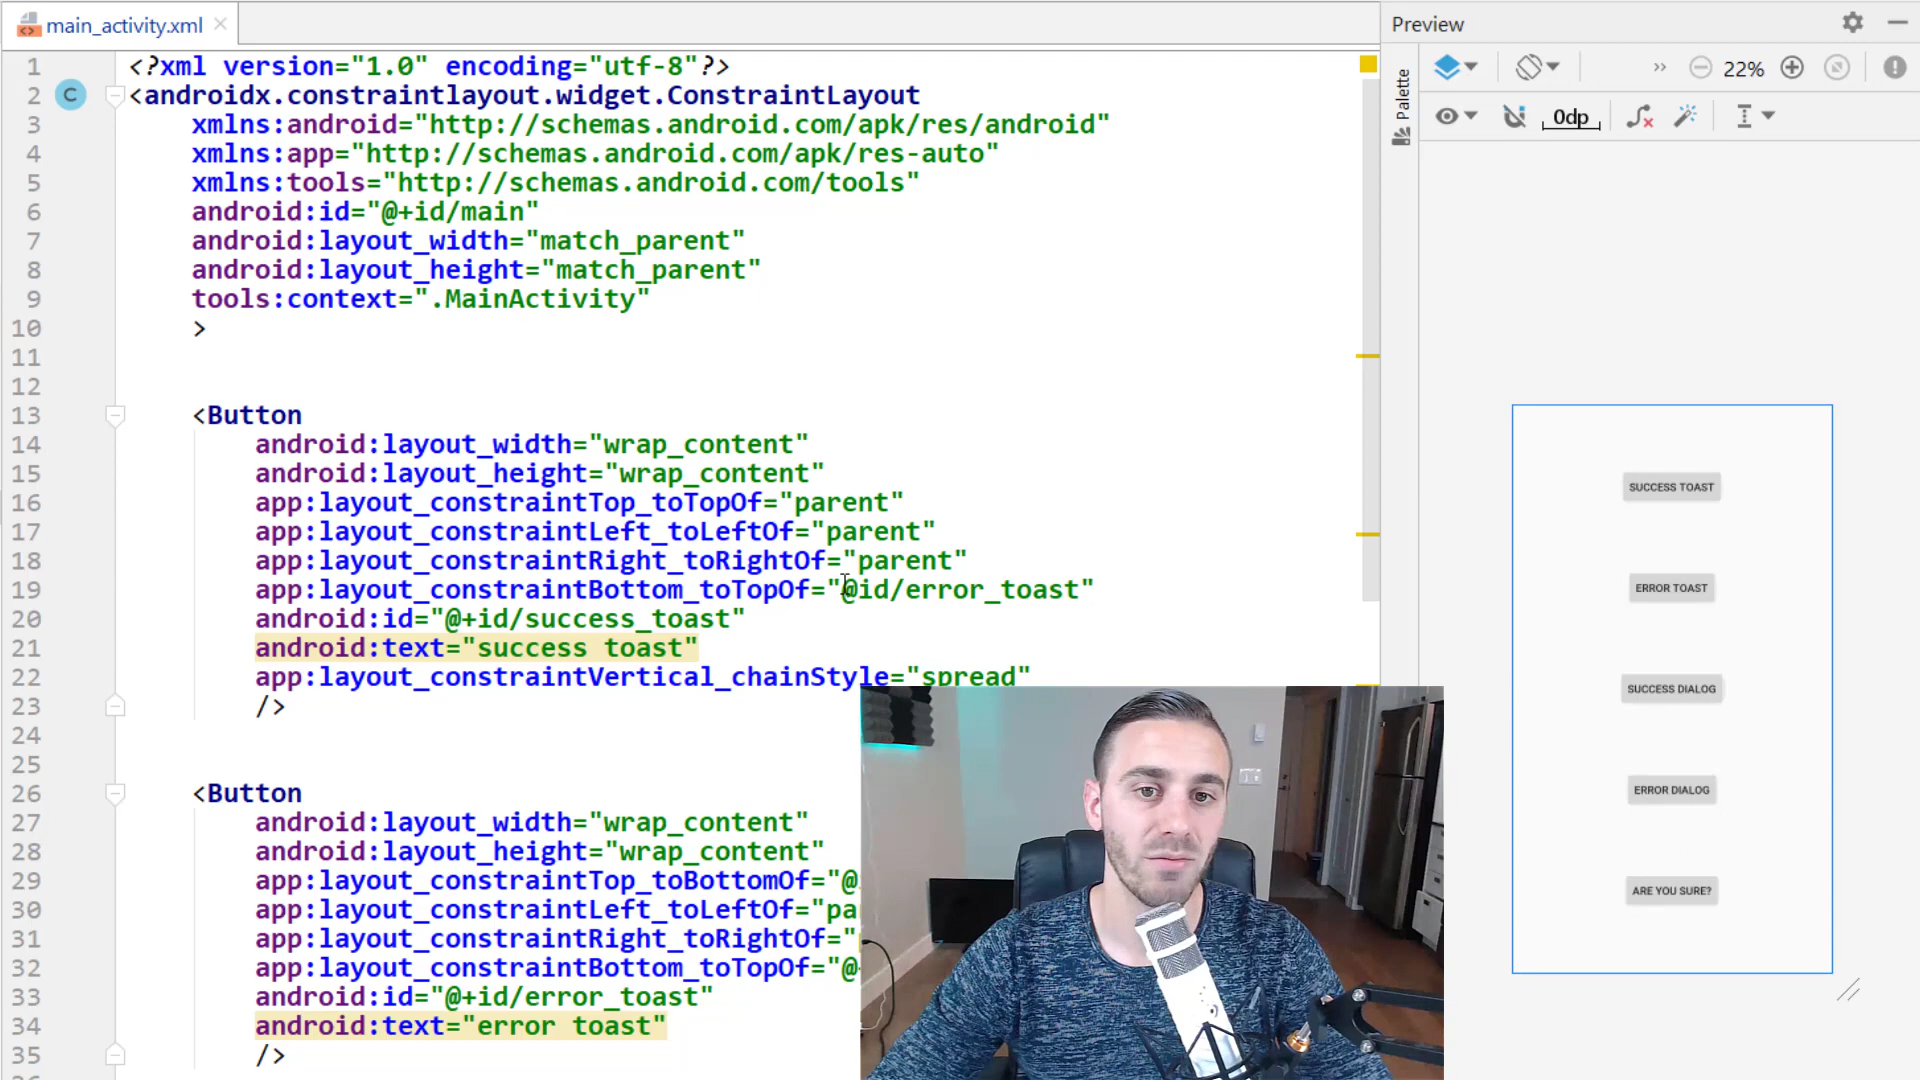 main_activity.xml
1 <?xml version="1.0" encoding="utf-8"?>
2 <androidx.constraintlayout.widget.ConstraintLayout
3 xmlns:android="http://schemas.android.com/apk/res/android"
4 xmlns:app="http://schemas.android.com/apk/res-auto"
5 xmlns:tools="http://schemas.android.com/tools"
6 android:id="@+id/main"
7 android:layout_width="match_parent"
8 android:layout_height="match_parent"
9 tools:context=".MainActivity"
10 >
11
12
13 <Button
14 android:layout_width="wrap_content"
15 android:layout_height="wrap_content"
16 app:layout_constraintTop_toTopOf="parent"
17 app:layout_constraintLeft_toLeftOf="parent"
18 app:layout_constraintRight_toRightOf="parent"
19 app:layout_constraintBottom_toTopOf="@id/error_toast"
20 android:id="@+id/success_toast"
21 android:text="success toast"
22 app:layout_constraintVertical_chainStyle="spread"
23 />
24
25
26 <Button
27 android:layout_width="wrap_content"
28 android:layout_height="wrap_content"
29 app:layout_constraintTop_toBottomOf="@
30 app:layout_constraintLeft_toLeftOf="pa
31 app:layout_constraintRight_toRightOf="
32 app:layout_constraintBottom_toTopOf="@
33 android:id="@+id/error_toast"
34 android:text="error toast"
35 />
C
Preview
Palette
22%
0dp
SUCCESS TOAST
ERROR TOAST
SUCCESS DIALOG
ERROR DIALOG
ARE YOU SURE?